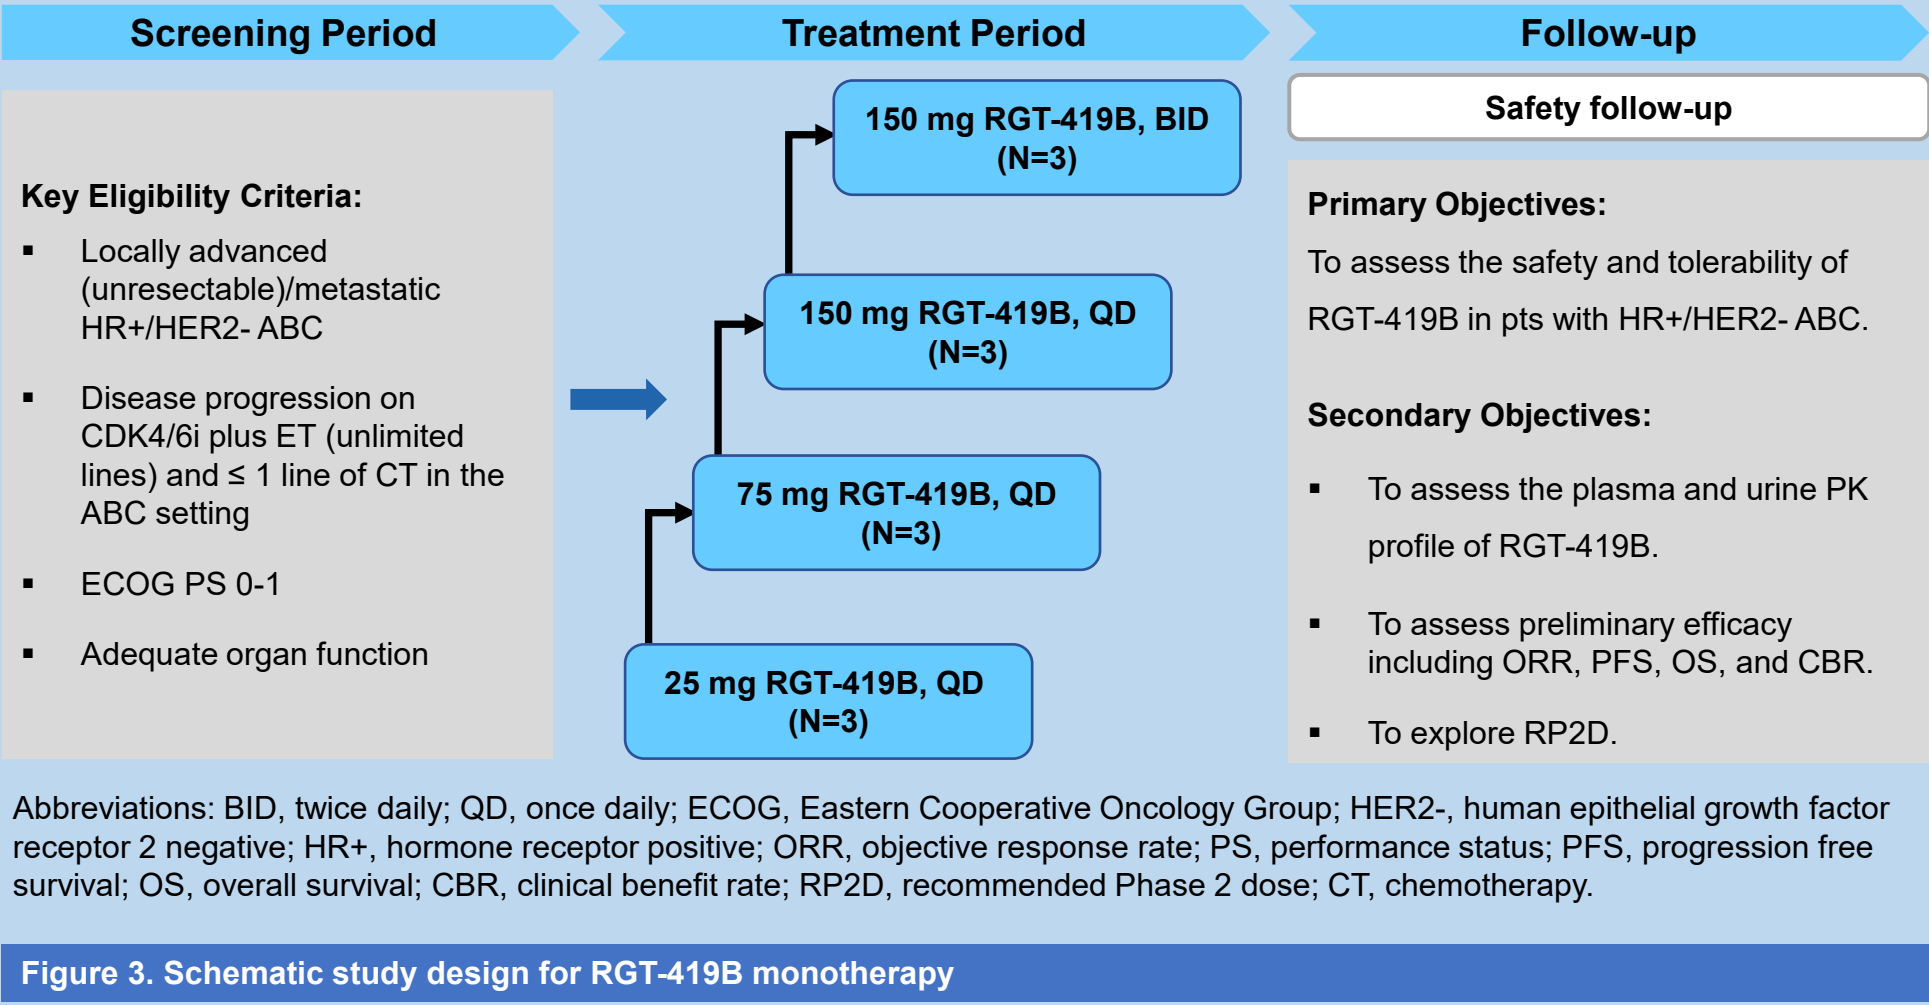 Screening Period
Treatment Period
Follow-up
Key Eligibility Criteria:
▪ Locally advanced
(unresectable)/metastatic
HR+/HER2- ABC
▪ Disease progression on
CDK4/6i plus ET (unlimited
lines) and ≤ 1 line of CT in the
ABC setting
▪ ECOG PS 0-1
▪ Adequate organ function
150 mg RGT-419B, BID
(N=3)
150 mg RGT-419B, QD
(N=3)
75 mg RGT-419B, QD
(N=3)
25 mg RGT-419B, QD
(N=3)
Safety follow-up
Primary Objectives:
To assess the safety and tolerability of
RGT-419B in pts with HR+/HER2- ABC.
Secondary Objectives:
▪ To assess the plasma and urine PK
profile of RGT-419B.
▪ To assess preliminary efficacy
including ORR, PFS, OS, and CBR.
▪ To explore RP2D.
Abbreviations: BID, twice daily; QD, once daily; ECOG, Eastern Cooperative Oncology Group; HER2-, human epithelial growth factor
receptor 2 negative; HR+, hormone receptor positive; ORR, objective response rate; PS, performance status; PFS, progression free
survival; OS, overall survival; CBR, clinical benefit rate; RP2D, recommended Phase 2 dose; CT, chemotherapy.
Figure 3. Schematic study design for RGT-419B monotherapy